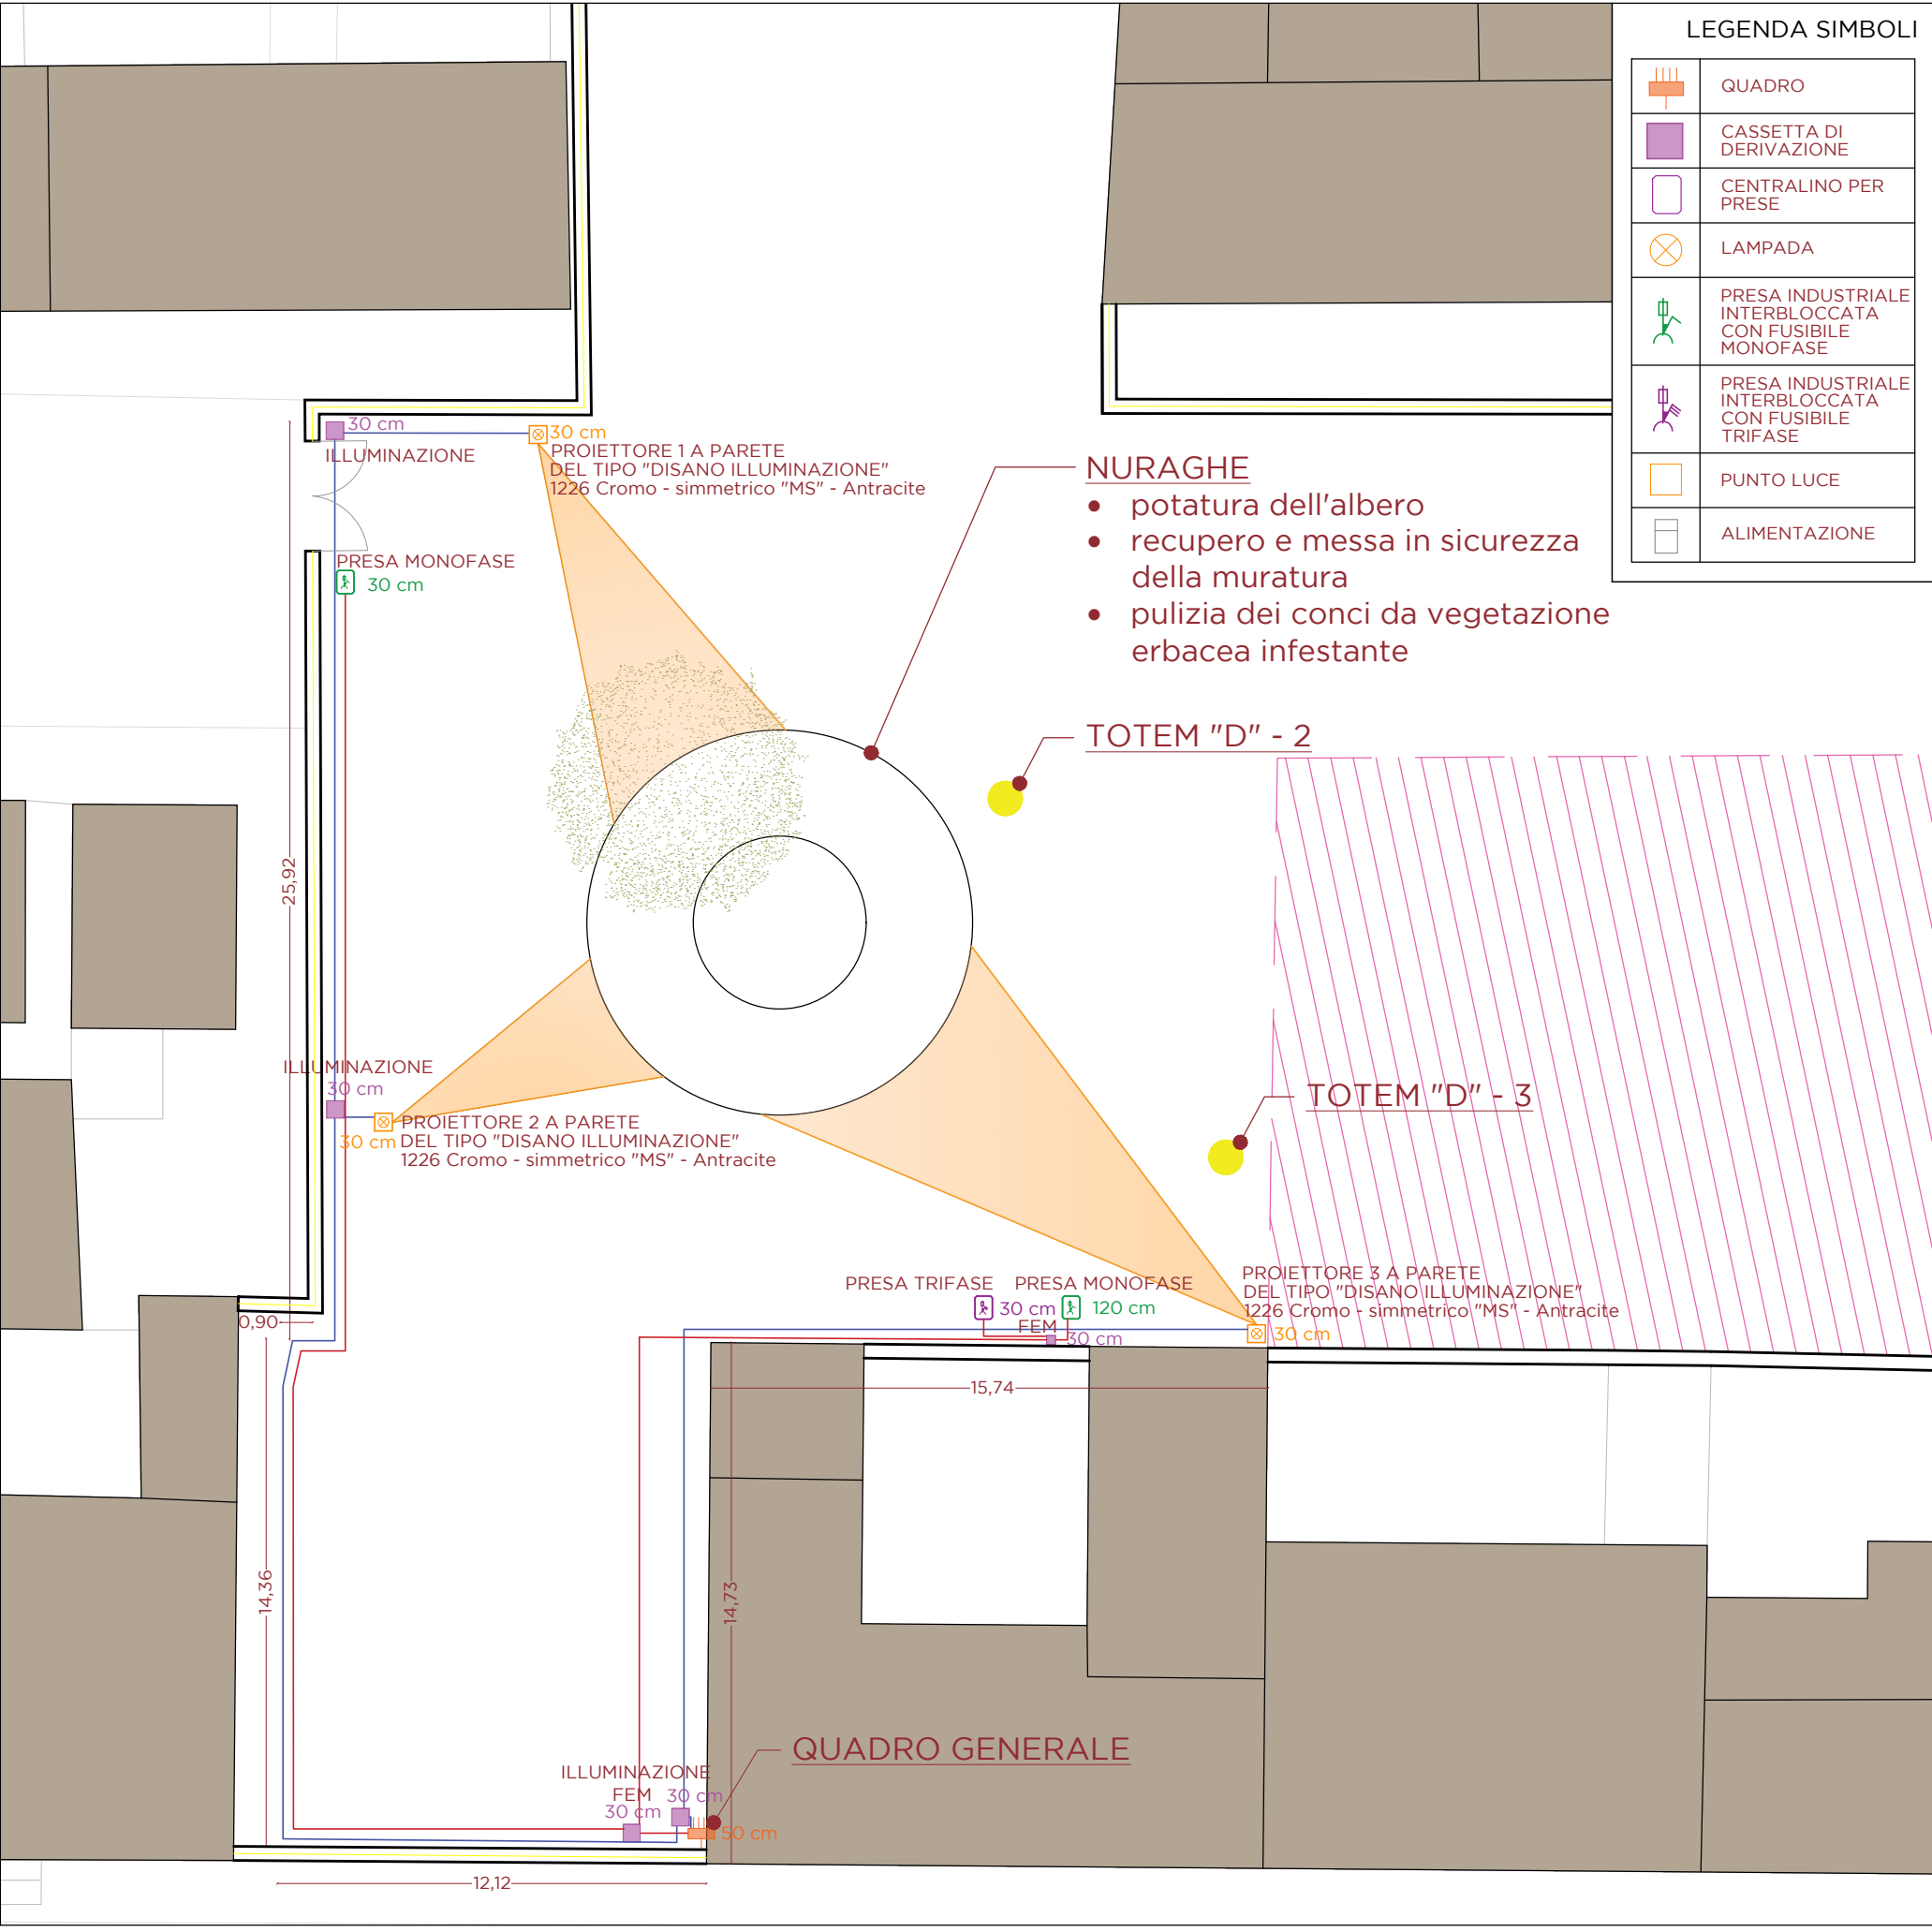 LEGENDA SIMBOLI
QUADRO
CASSETTA DI
DERIVAZIONE
CENTRALINO PER
PRESE
LAMPADA
PRESA INDUSTRIALE
INTERBLOCCATA
CON FUSIBILE
MONOFASE
PRESA INDUSTRIALE
INTERBLOCCATA
CON FUSIBILE
TRIFASE
PUNTO LUCE
ALIMENTAZIONE
30 cm
ILLUMINAZIONE
30 cm
PROIETTORE 1 A PARETE
DEL TIPO "DISANO ILLUMINAZIONE"
1226 Cromo - simmetrico "MS" - Antracite
NURAGHE
• potatura dell'albero
• recupero e messa in sicurezza
della muratura
• pulizia dei conci da vegetazione
erbacea infestante
PRESA MONOFASE
30 cm
TOTEM "D" - 2
25,92
ILLUMINAZIONE
30 cm
30 cm
PROIETTORE 2 A PARETE
DEL TIPO "DISANO ILLUMINAZIONE"
1226 Cromo - simmetrico "MS" - Antracite
TOTEM "D" - 3
PRESA TRIFASE
30 cm
PRESA MONOFASE
120 cm
FEM
30 cm
PROIETTORE 3 A PARETE
DEL TIPO "DISANO ILLUMINAZIONE"
1226 Cromo - simmetrico "MS" - Antracite
30 cm
0,90
15,74
14,36
14,73
QUADRO GENERALE
ILLUMINAZIONE
30 cm
FEM
30 cm
50 cm
12,12